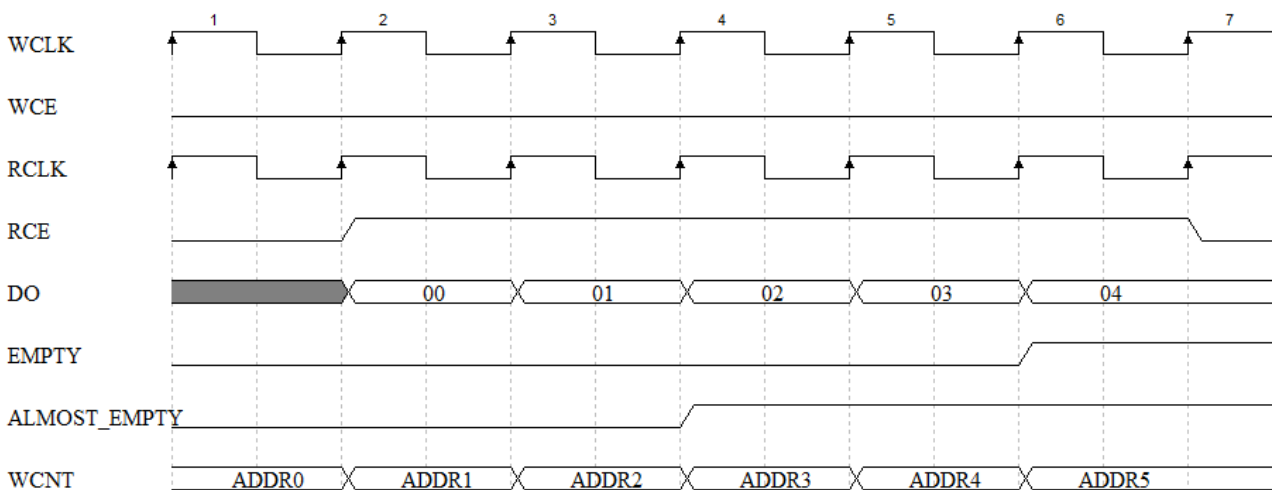 1 2 3 4 5 6 7
WCLK
WCE
RCLK
RCE
DO 00 01 02 03 04
EMPTY
ALMOST_EMPTY
WCNT ADDR0 ADDR1 ADDR2 ADDR3 ADDR4 ADDR5